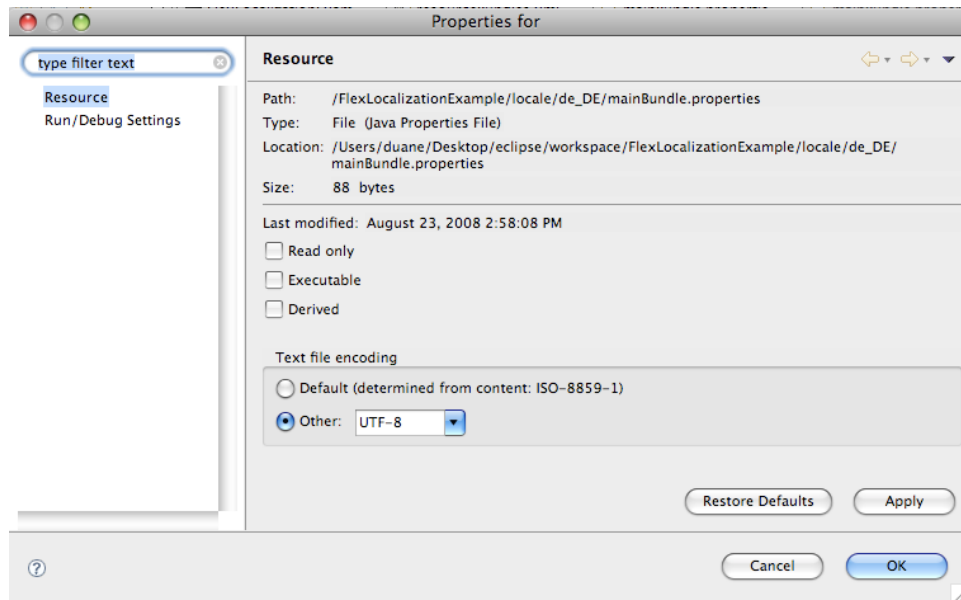 Properties for
type filter text
Resource
Run/Debug Settings
Resource
Path: /FlexLocalizationExample/locale/de_DE/mainBundle.properties
Type: File (Java Properties File)
Location: /Users/duane/Desktop/eclipse/workspace/FlexLocalizationExample/locale/de_DE/
mainBundle.properties
Size: 88 bytes
Last modified: August 23, 2008 2:58:08 PM
Read only
Executable
Derived
Text file encoding
Default (determined from content: ISO-8859-1)
Other: UTF-8
Restore Defaults Apply
? Cancel OK